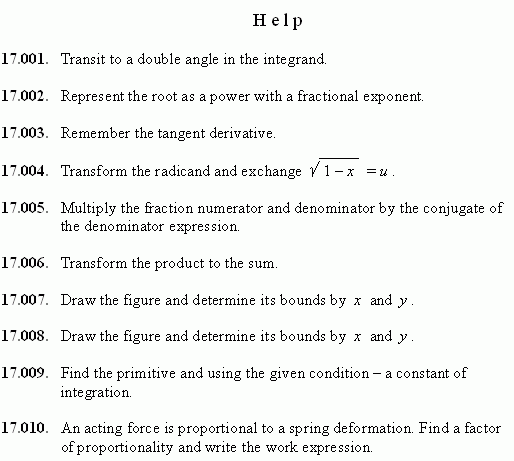 Help
17.001. Transit to a double angle in the integrand.
17.002. Represent the root as a power with a fractional exponent.
17.003. Remember the tangent derivative.
17.004. Transform the radicand and exchange √1 − x = u .
17.005. Multiply the fraction numerator and denominator by the conjugate of
the denominator expression.
17.006. Transform the product to the sum.
17.007. Draw the figure and determine its bounds by x and y .
17.008. Draw the figure and determine its bounds by x and y .
17.009. Find the primitive and using the given condition – a constant of
integration.
17.010. An acting force is proportional to a spring deformation. Find a factor
of proportionality and write the work expression.